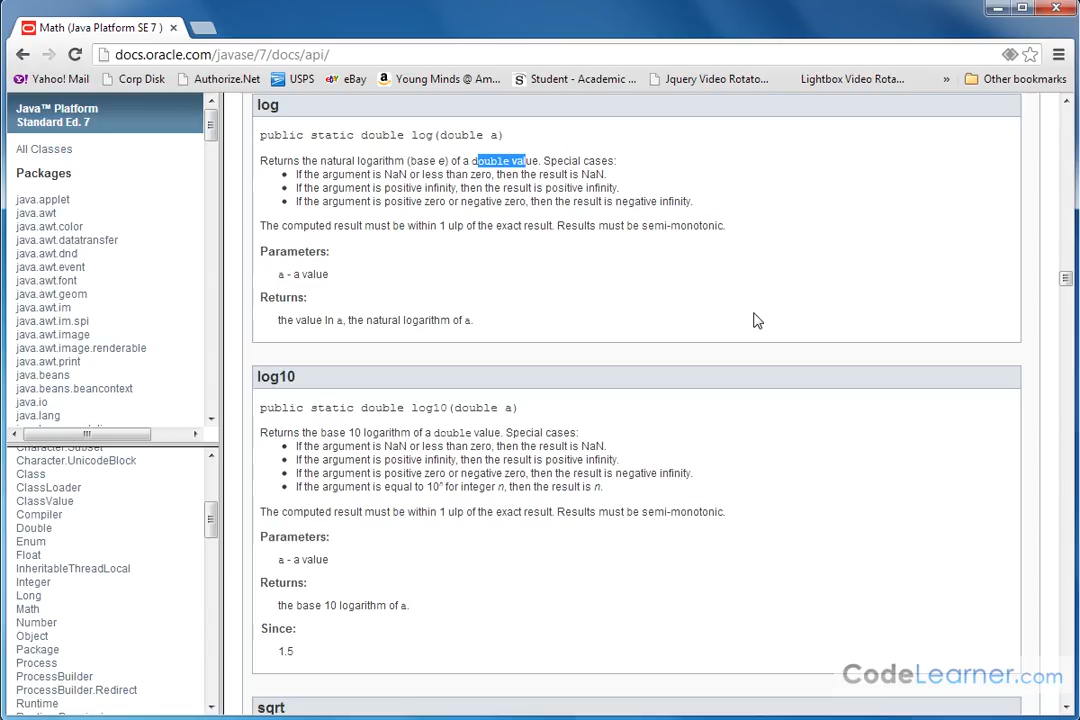 Math (Java Platform SE 7 )
docs.oracle.com/javase/7/docs/api/
Yahoo! Mail Corp Disk Authorize.Net USPS eBay Young Minds @ Am... Student - Academic ... Jquery Video Rotato... Lightbox Video Rota... » Other bookmarks
Java™ Platform
Standard Ed. 7
All Classes
Packages
java.applet
java.awt
java.awt.color
java.awt.datatransfer
java.awt.dnd
java.awt.event
java.awt.font
java.awt.geom
java.awt.im
java.awt.im.spi
java.awt.image
java.awt.image.renderable
java.awt.print
java.beans
java.beans.beancontext
java.io
java.lang
Character.Subset
Character.UnicodeBlock
Class
ClassLoader
ClassValue
Compiler
Double
Enum
Float
InheritableThreadLocal
Integer
Long
Math
Number
Object
Package
Process
ProcessBuilder
ProcessBuilder.Redirect
Runtime
log
public static double log(double a)
Returns the natural logarithm (base e) of a double value. Special cases:
• If the argument is NaN or less than zero, then the result is NaN.
• If the argument is positive infinity, then the result is positive infinity.
• If the argument is positive zero or negative zero, then the result is negative infinity.
The computed result must be within 1 ulp of the exact result. Results must be semi-monotonic.
Parameters:
a - a value
Returns:
the value ln a, the natural logarithm of a.
log10
public static double log10(double a)
Returns the base 10 logarithm of a double value. Special cases:
• If the argument is NaN or less than zero, then the result is NaN.
• If the argument is positive infinity, then the result is positive infinity.
• If the argument is positive zero or negative zero, then the result is negative infinity.
• If the argument is equal to 10ⁿ for integer n, then the result is n.
The computed result must be within 1 ulp of the exact result. Results must be semi-monotonic.
Parameters:
a - a value
Returns:
the base 10 logarithm of a.
Since:
1.5
sqrt
CodeLearner.com